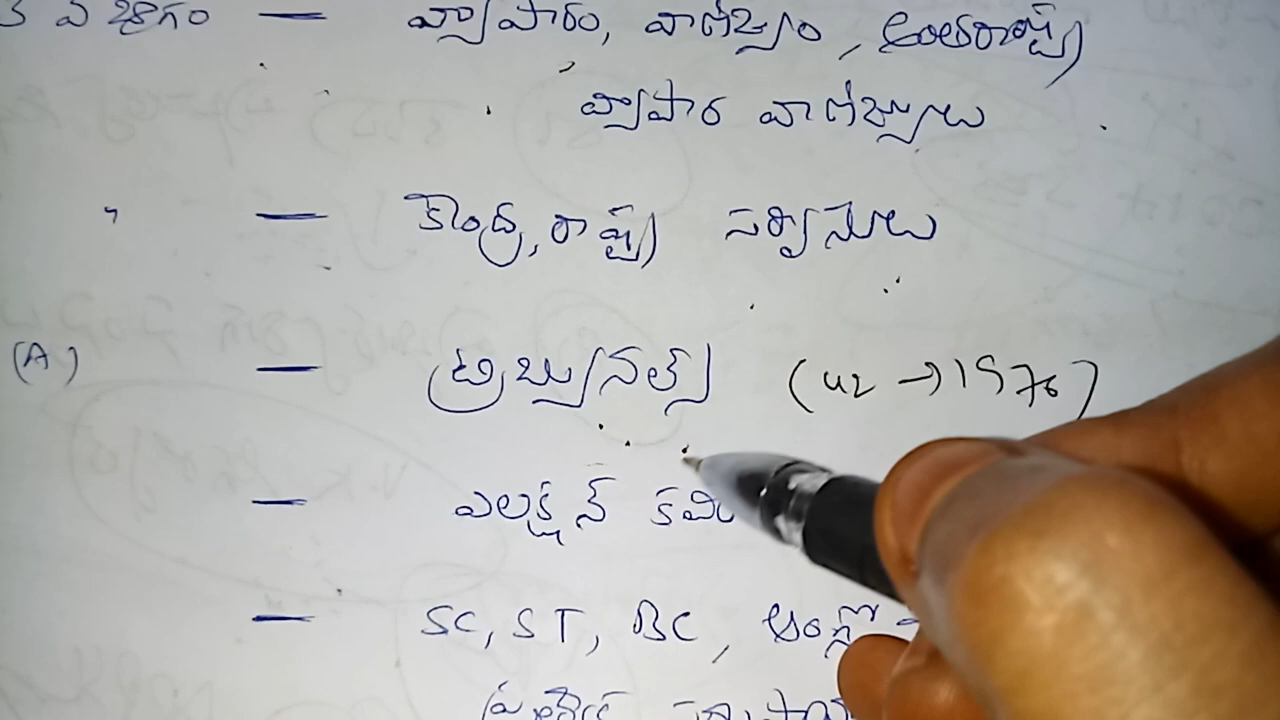 వ భాగం — వ్యాపారం, వాణిజ్యం, అంతరాష్ట్ర
వ్యాపార వాణిజ్యాలు
" — కేంద్ర, రాష్ట్ర సర్వీసులు
(A) — ట్రిబ్యునల్స్ (42 → 1976)
— ఎలక్షన్ కమి
— SC, ST, BC, ఆంగ్లో -